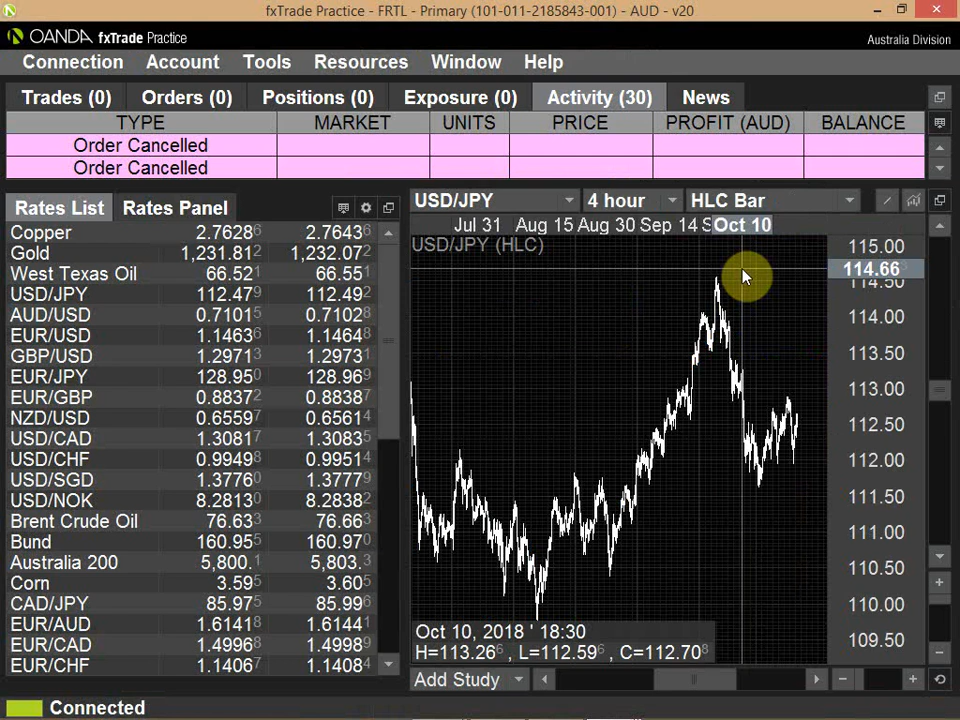 fxTrade Practice - FRTL - Primary (101-011-2185843-001) - AUD - v20
OANDA fxTrade Practice
Australia Division
Connection Account Tools Resources Window Help
Trades (0) Orders (0) Positions (0) Exposure (0) Activity (30) News
TYPE MARKET UNITS PRICE PROFIT (AUD) BALANCE
Order Cancelled
Order Cancelled
Rates List Rates Panel
Copper 2.7628⁶ 2.7643⁶
Gold 1,231.81² 1,232.07²
West Texas Oil 66.52¹ 66.55¹
USD/JPY 112.47⁹ 112.49²
AUD/USD 0.7101⁵ 0.7102⁸
EUR/USD 1.1463⁶ 1.1464⁸
GBP/USD 1.2971³ 1.2973¹
EUR/JPY 128.95⁰ 128.96⁹
EUR/GBP 0.8837² 0.8838⁷
NZD/USD 0.6559⁷ 0.6561⁴
USD/CAD 1.3081⁷ 1.3083⁵
USD/CHF 0.9949⁸ 0.9951⁴
USD/SGD 1.3776⁰ 1.3777⁹
USD/NOK 8.2813⁰ 8.2838²
Brent Crude Oil 76.63³ 76.66³
Bund 160.95⁵ 160.97⁰
Australia 200 5,800.¹ 5,803.³
Corn 3.59⁵ 3.60⁵
CAD/JPY 85.97⁵ 85.99⁶
EUR/AUD 1.6141⁸ 1.6144¹
EUR/CAD 1.4996⁸ 1.4998⁹
EUR/CHF 1.1406⁷ 1.1408⁴
USD/JPY 4 hour HLC Bar
Jul 31 Aug 15 Aug 30 Sep 14 S Oct 10
USD/JPY (HLC)
115.00
114.66
114.50
114.00
113.50
113.00
112.50
112.00
111.50
111.00
110.50
110.00
109.50
Oct 10, 2018 ' 18:30
H=113.26⁶ , L=112.59⁶ , C=112.70⁸
Add Study
Connected